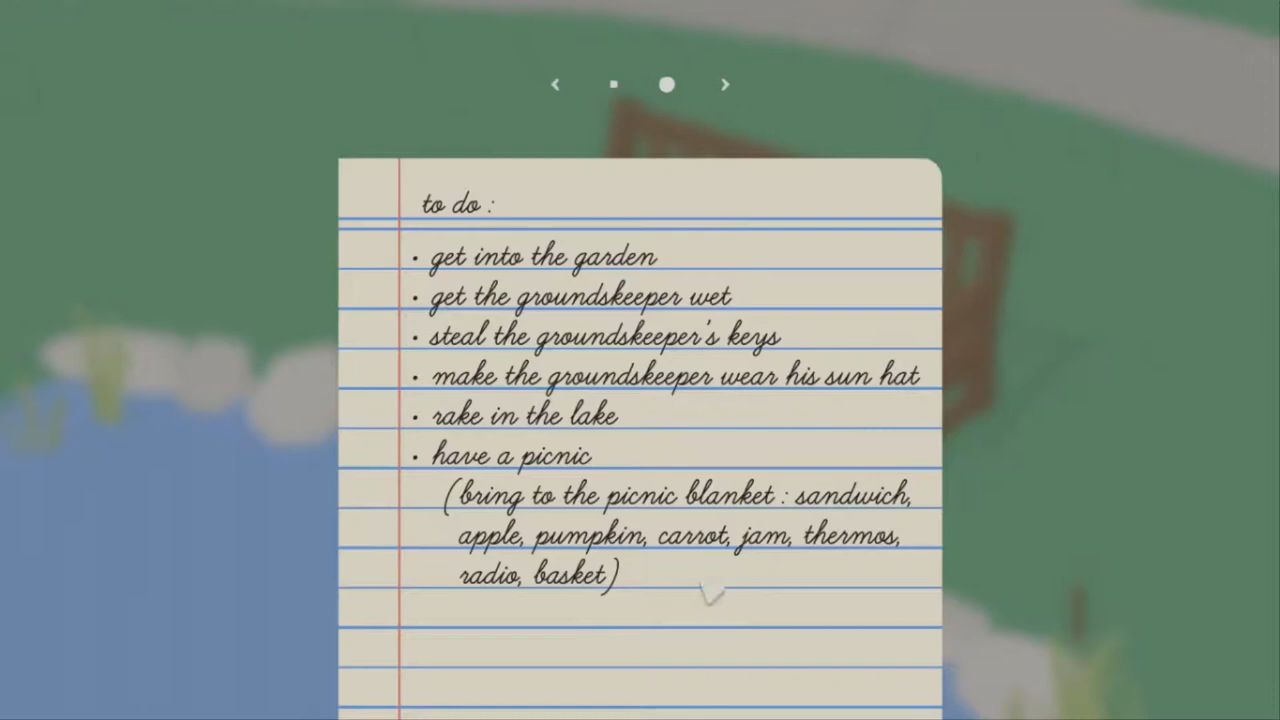 to do :
• get into the garden
• get the groundskeeper wet
• steal the groundskeeper's keys
• make the groundskeeper wear his sun hat
• rake in the lake
• have a picnic
(bring to the picnic blanket : sandwich,
apple, pumpkin, carrot, jam, thermos,
radio, basket)